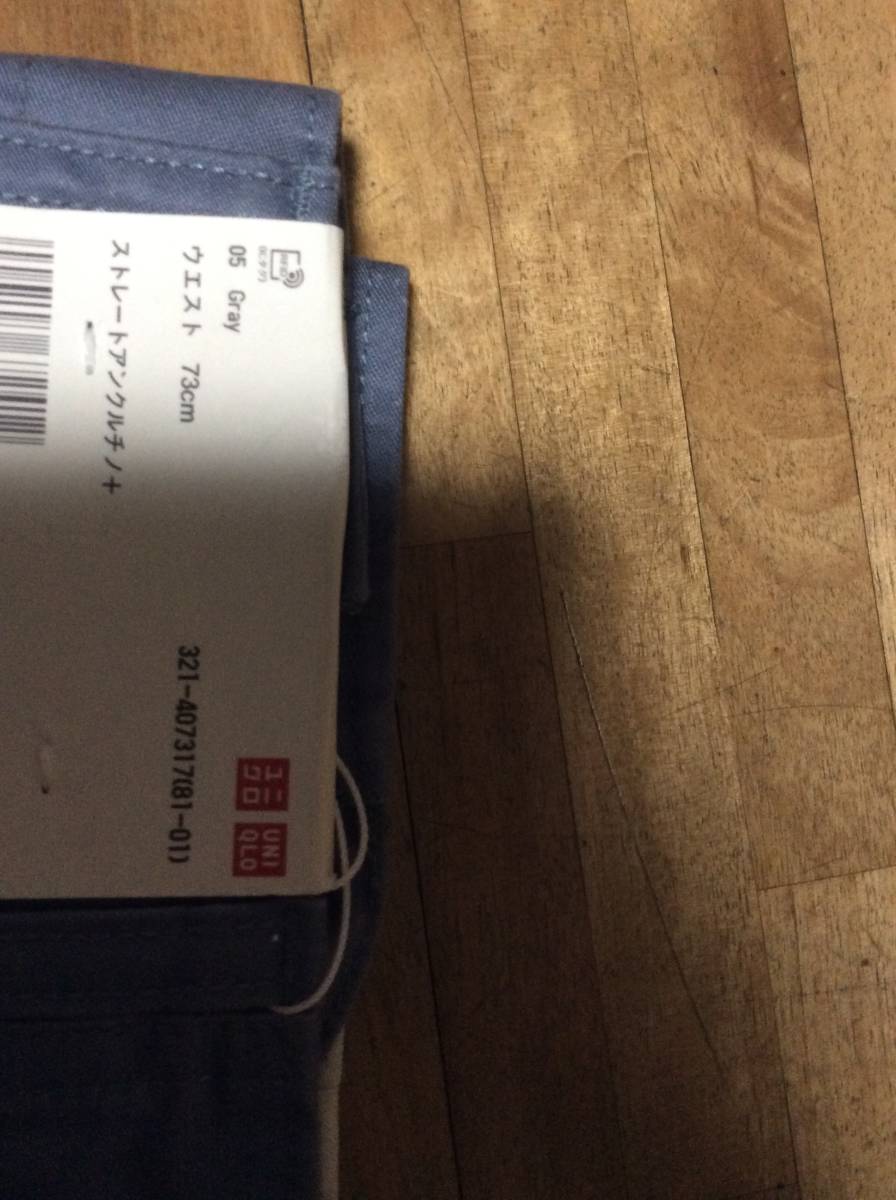 05 Gray
ウエスト 73cm
ストレートアンクルチノ+
321-407317(81-01)
ユニ
クロ
UNI
QLO